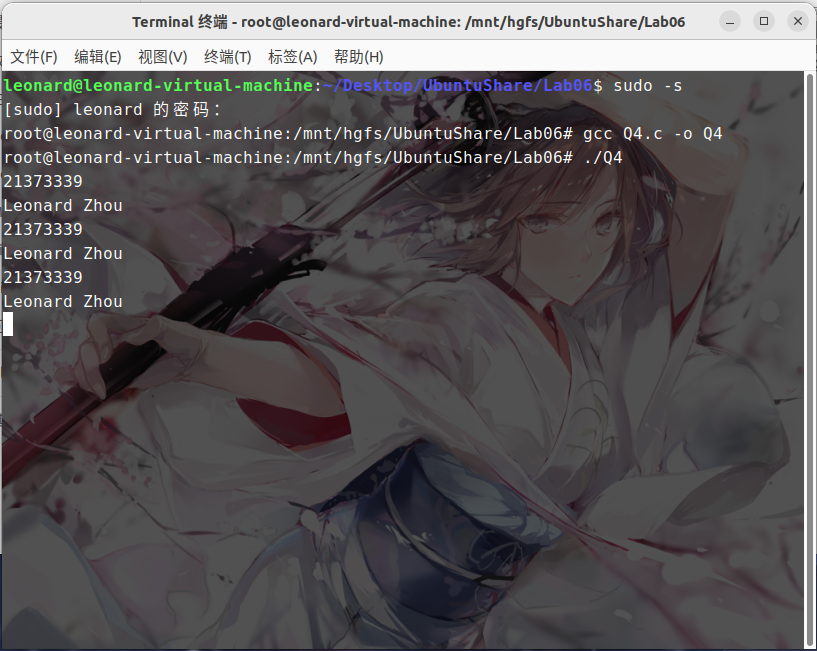 Terminal 终端 - root@leonard-virtual-machine: /mnt/hgfs/UbuntuShare/Lab06
文件(F) 编辑(E) 视图(V) 终端(T) 标签(A) 帮助(H)
leonard@leonard-virtual-machine:~/Desktop/UbuntuShare/Lab06$ sudo -s
[sudo] leonard 的密码：
root@leonard-virtual-machine:/mnt/hgfs/UbuntuShare/Lab06# gcc Q4.c -o Q4
root@leonard-virtual-machine:/mnt/hgfs/UbuntuShare/Lab06# ./Q4
21373339
Leonard Zhou
21373339
Leonard Zhou
21373339
Leonard Zhou